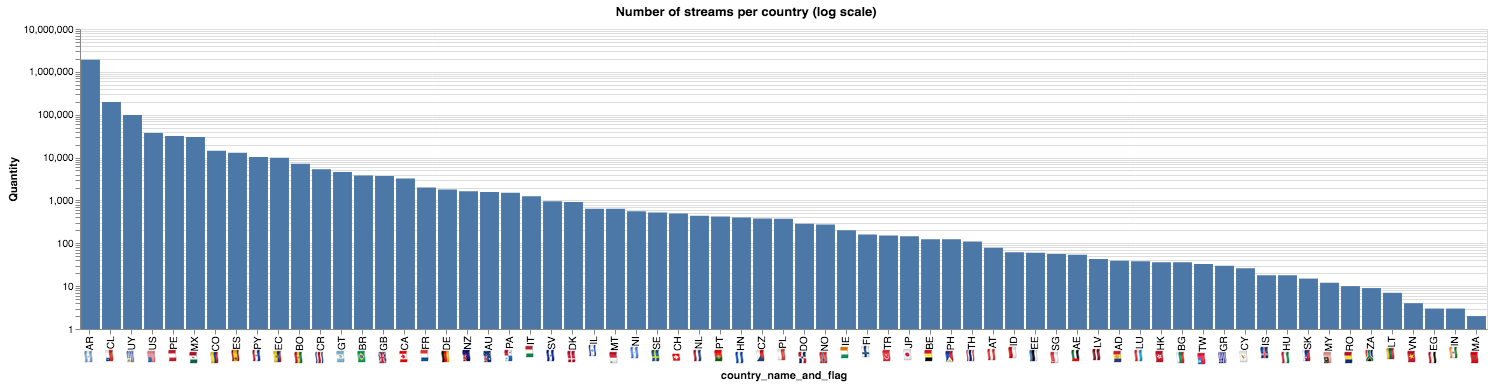 Number of streams per country (log scale)
10,000,000
1,000,000
100,000
10,000
1,000
100
10
1
Quantity
AR CL UY US PE MX CO ES PY EC BO CR GT BR GB CA FR DE NZ AU PA IT SV DK IL MT NI SE CH NL PT HN CZ PL DO NO IE FI TR JP BE PH TH AT ID EE SG AE LV AD LU HK BG TW GR CY IS HU SK MY RO ZA LT VN EG IN MA
country_name_and_flag